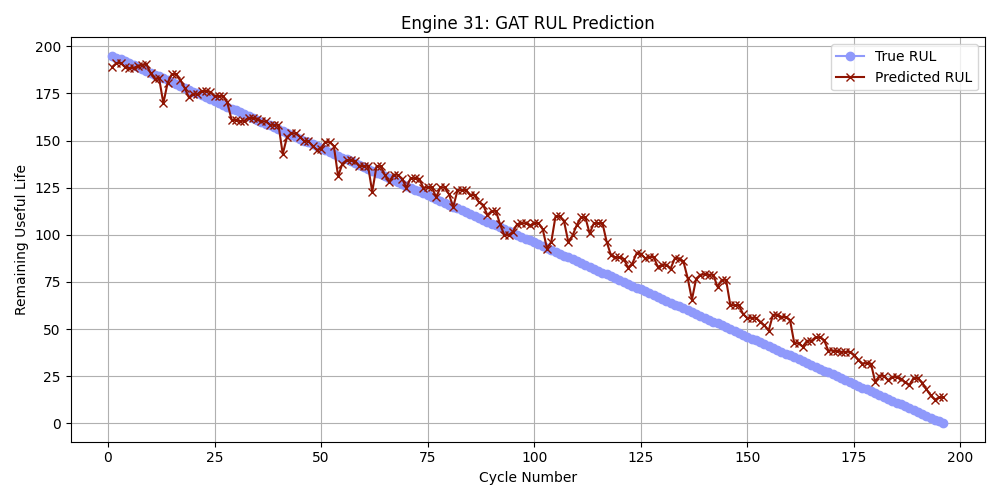 Engine 31: GAT RUL Prediction
True RUL
Predicted RUL
Remaining Useful Life
200
175
150
125
100
75
50
25
0
0 25 50 75 100 125 150 175 200
Cycle Number